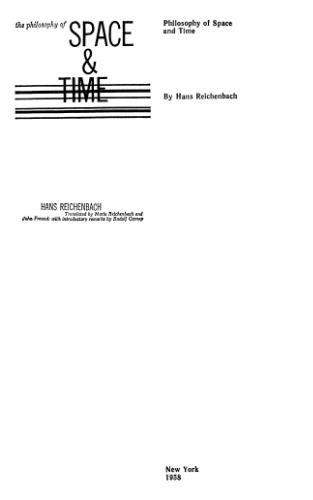 the philosophy of SPACE
&
TIME
HANS REICHENBACH
Translated by Maria Reichenbach and
John Freund with introductory remarks by Rudolf Carnap
Philosophy of Space
and Time
By Hans Reichenbach
New York
1958